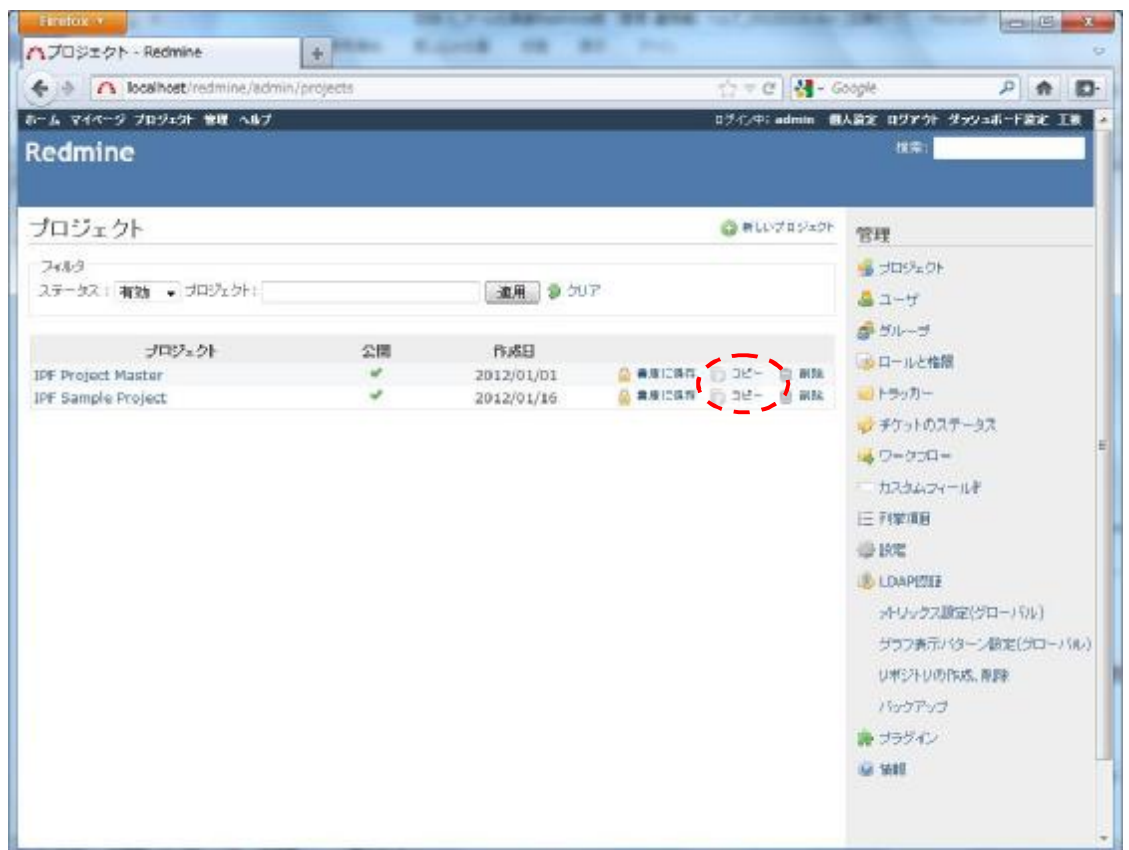 Firefox
プロジェクト - Redmine
localhost/redmine/admin/projects
Google
ホーム マイページ プロジェクト 管理 ヘルプ
ログイン中: admin 個人設定 ログアウト ダッシュボード設定 工数
Redmine
検索:
プロジェクト
新しいプロジェクト
フィルタ
ステータス : 有効 プロジェクト: 適用 クリア
プロジェクト 公開 作成日
IPF Project Master 2012/01/01 書庫に保存 コピー 削除
IPF Sample Project 2012/01/16 書庫に保存 コピー 削除
管理
プロジェクト
ユーザ
グループ
ロールと権限
トラッカー
チケットのステータス
ワークフロー
カスタムフィールド
列挙項目
設定
LDAP認証
メトリックス設定(グローバル)
グラフ表示パターン設定(グローバル)
リポジトリの作成、削除
バックアップ
プラグイン
情報